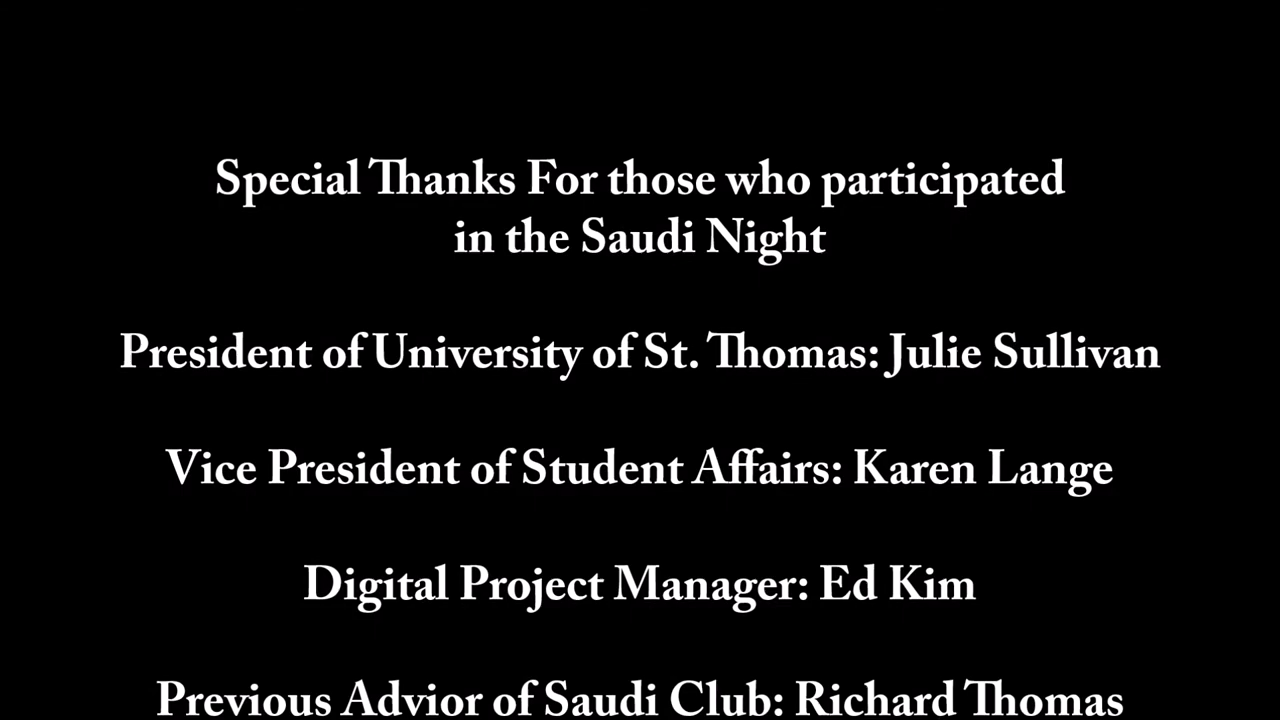 Special Thanks For those who participated
in the Saudi Night
President of University of St. Thomas: Julie Sullivan
Vice President of Student Affairs: Karen Lange
Digital Project Manager: Ed Kim
Previous Advior of Saudi Club: Richard Thomas